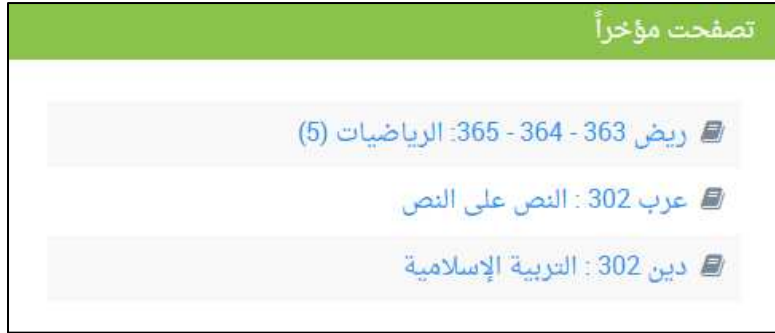 تصفحت مؤخراً
ريض 363 - 364 - 365: الرياضيات (5)
عرب 302 : النص على النص
دين 302 : التربية الإسلامية